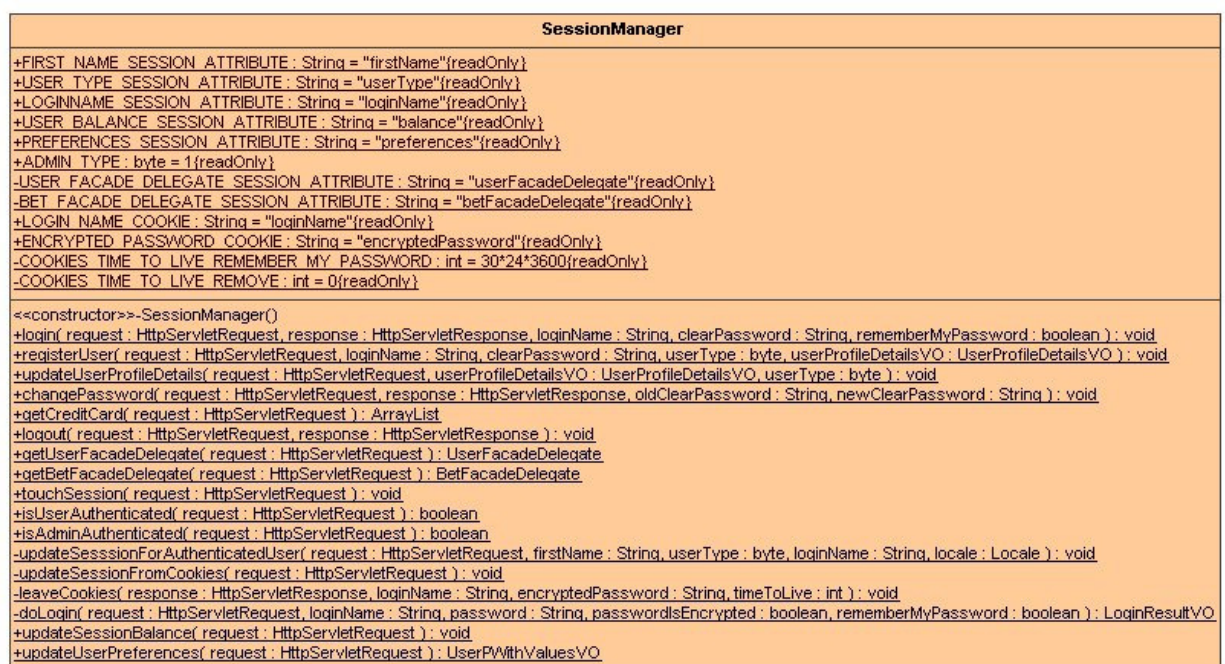 SessionManager
+FIRST_NAME_SESSION_ATTRIBUTE : String = "firstName"{readOnly}
+USER_TYPE_SESSION_ATTRIBUTE : String = "userType"{readOnly}
+LOGINNAME_SESSION_ATTRIBUTE : String = "loginName"{readOnly}
+USER_BALANCE_SESSION_ATTRIBUTE : String = "balance"{readOnly}
+PREFERENCES_SESSION_ATTRIBUTE : String = "preferences"{readOnly}
+ADMIN_TYPE : byte = 1{readOnly}
-USER_FACADE_DELEGATE_SESSION_ATTRIBUTE : String = "userFacadeDelegate"{readOnly}
-BET_FACADE_DELEGATE_SESSION_ATTRIBUTE : String = "betFacadeDelegate"{readOnly}
+LOGIN_NAME_COOKIE : String = "loginName"{readOnly}
+ENCRYPTED_PASSWORD_COOKIE : String = "encryptedPassword"{readOnly}
-COOKIES_TIME_TO_LIVE_REMEMBER_MY_PASSWORD : int = 30*24*3600{readOnly}
-COOKIES_TIME_TO_LIVE_REMOVE : int = 0{readOnly}
<<constructor>>-SessionManager()
+login( request : HttpServletRequest, response : HttpServletResponse, loginName : String, clearPassword : String, rememberMyPassword : boolean ) : void
+registerUser( request : HttpServletRequest, loginName : String, clearPassword : String, userType : byte, userProfileDetailsVO : UserProfileDetailsVO ) : void
+updateUserProfileDetails( request : HttpServletRequest, userProfileDetailsVO : UserProfileDetailsVO, userType : byte ) : void
+changePassword( request : HttpServletRequest, response : HttpServletResponse, oldClearPassword : String, newClearPassword : String ) : void
+getCreditCard( request : HttpServletRequest ) : ArrayList
+logout( request : HttpServletRequest, response : HttpServletResponse ) : void
+getUserFacadeDelegate( request : HttpServletRequest ) : UserFacadeDelegate
+getBetFacadeDelegate( request : HttpServletRequest ) : BetFacadeDelegate
+touchSession( request : HttpServletRequest ) : void
+isUserAuthenticated( request : HttpServletRequest ) : boolean
+isAdminAuthenticated( request : HttpServletRequest ) : boolean
-updateSesssionForAuthenticatedUser( request : HttpServletRequest, firstName : String, userType : byte, loginName : String, locale : Locale ) : void
-updateSessionFromCookies( request : HttpServletRequest ) : void
-leaveCookies( response : HttpServletResponse, loginName : String, encryptedPassword : String, timeToLive : int ) : void
-doLogin( request : HttpServletRequest, loginName : String, password : String, passwordIsEncrypted : boolean, rememberMyPassword : boolean ) : LoginResultVO
+updateSessionBalance( request : HttpServletRequest ) : void
+updateUserPreferences( request : HttpServletRequest ) : UserPWithValuesVO